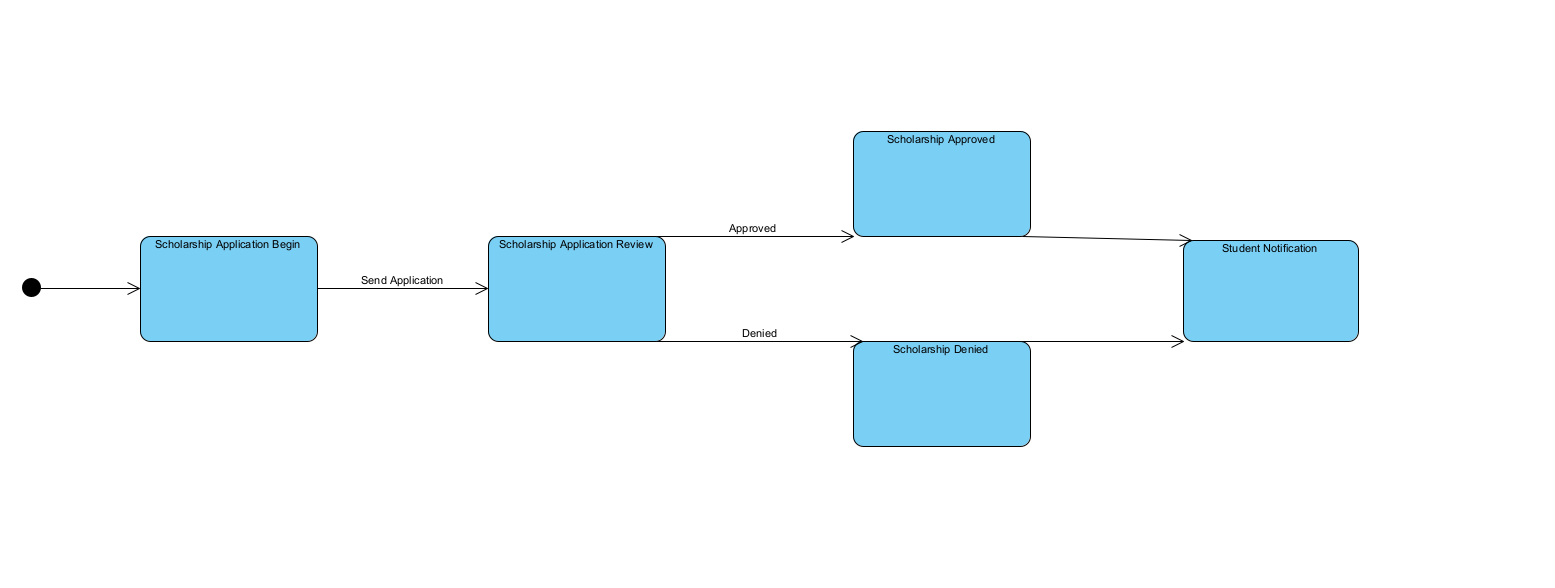 Scholarship Approved
Approved
Scholarship Application Begin
Scholarship Application Review
Student Notification
Send Application
Denied
Scholarship Denied